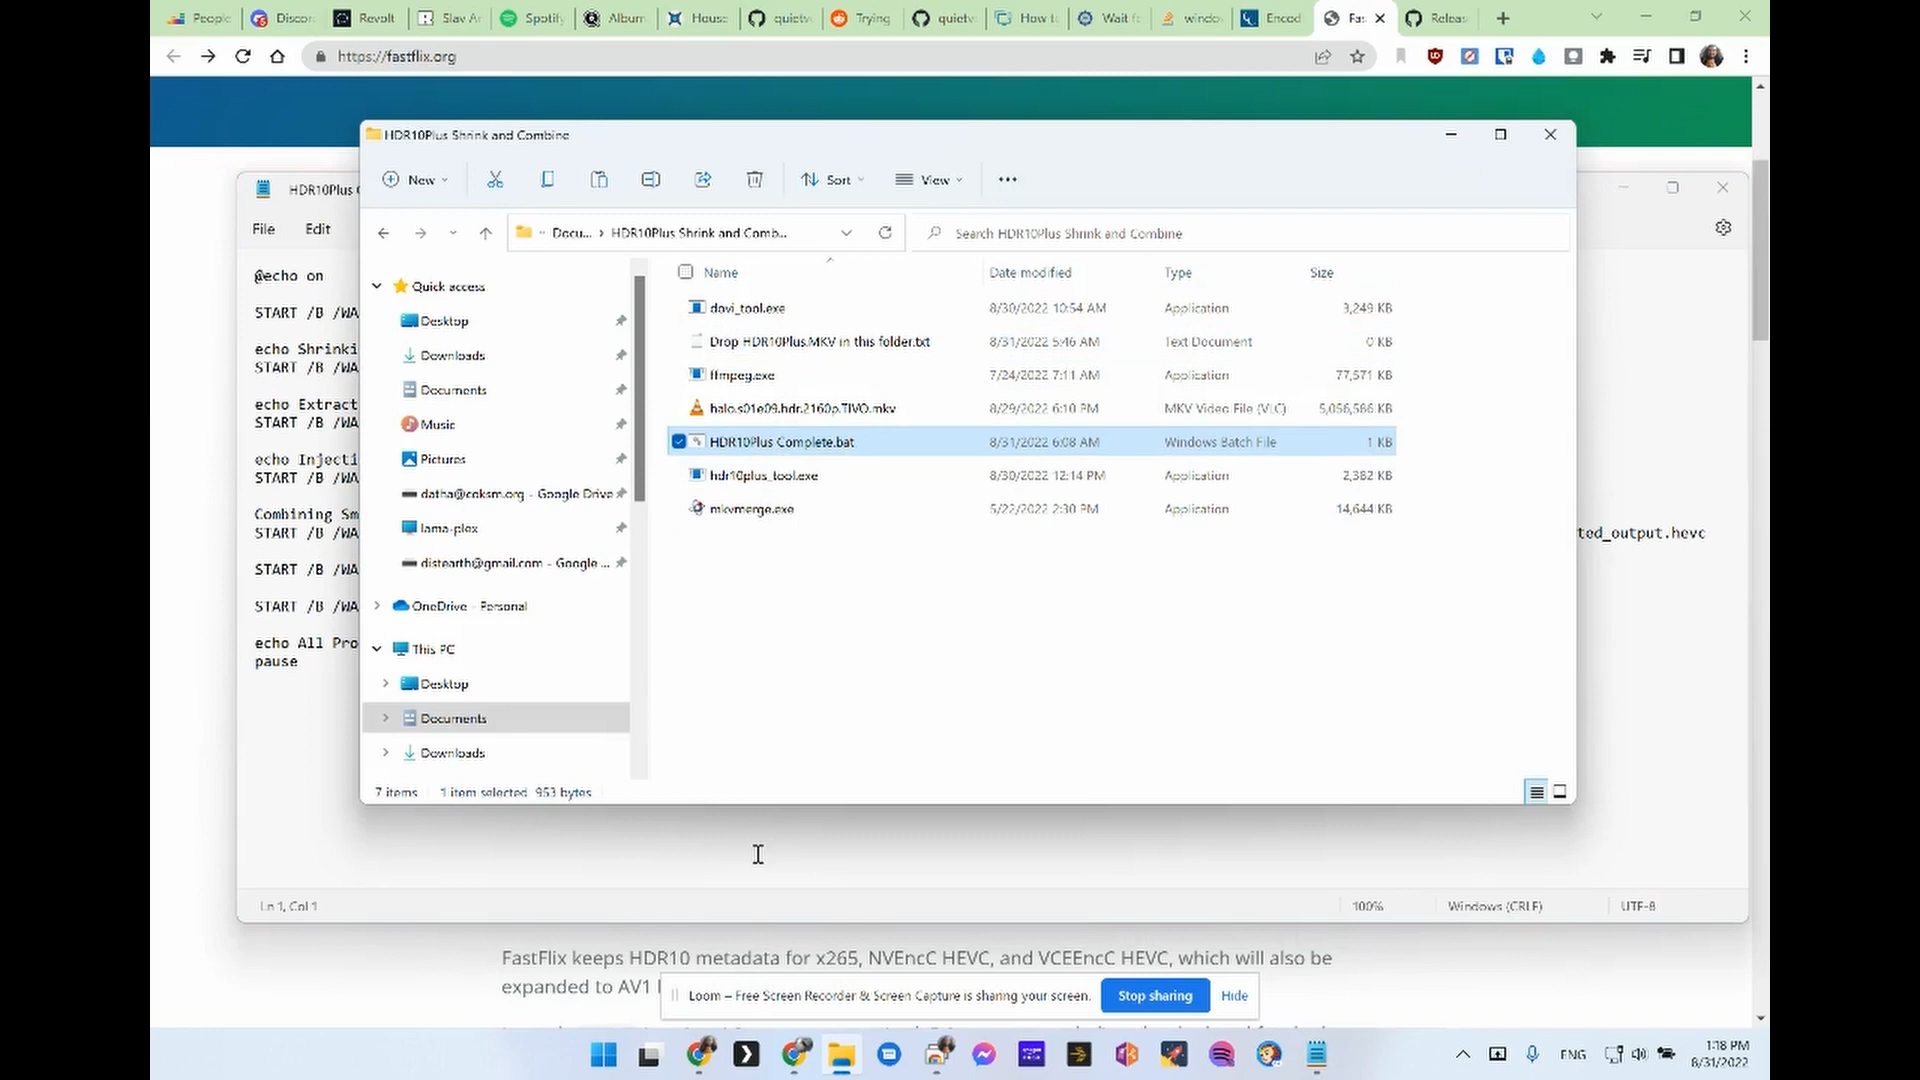 People
Discor
Revolt
Slav Ar
Spotify
Album
House
quietv
Trying
quietv
How to
Wait fo
windo
Encod
Fas
Releas
https://fastflix.org
HDR10Plus Shrink and Combine
New
Sort
View
Docu... > HDR10Plus Shrink and Comb...
Search HDR10Plus Shrink and Combine
HDR10Plus
File Edit
@echo on
START /B /WA
echo Shrinki
START /B /WA
echo Extract
START /B /WA
echo Injecti
START /B /WA
Combining Sm
START /B /WA
ted_output.hevc
START /B /WA
START /B /WA
echo All Pro
pause
Quick access
Desktop
Downloads
Documents
Music
Pictures
datha@coksm.org - Google Drive
lama-plex
distearth@gmail.com - Google ...
OneDrive - Personal
This PC
Desktop
Documents
Downloads
Name Date modified Type Size
dovi_tool.exe 8/30/2022 10:54 AM Application 3,249 KB
Drop HDR10Plus.MKV in this folder.txt 8/31/2022 5:46 AM Text Document 0 KB
ffmpeg.exe 7/24/2022 7:11 AM Application 77,571 KB
halo.s01e09.hdr.2160p.TIVO.mkv 8/29/2022 6:10 PM MKV Video File (VLC) 5,056,586 KB
HDR10Plus Complete.bat 8/31/2022 6:08 AM Windows Batch File 1 KB
hdr10plus_tool.exe 8/30/2022 12:14 PM Application 2,382 KB
mkvmerge.exe 5/22/2022 2:30 PM Application 14,644 KB
7 items 1 item selected 953 bytes
Ln 1, Col 1 100% Windows (CRLF) UTF-8
FastFlix keeps HDR10 metadata for x265, NVEncC HEVC, and VCEEncC HEVC, which will also be
expanded to AV1
Loom – Free Screen Recorder & Screen Capture is sharing your screen. Stop sharing Hide
ENG
1:18 PM
8/31/2022